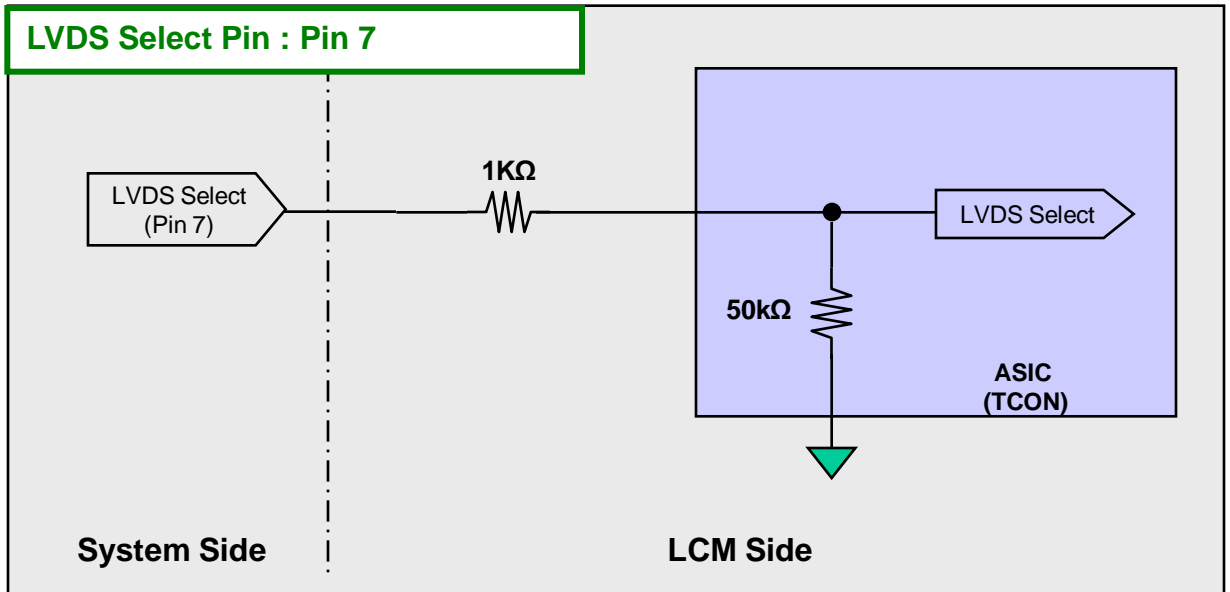 LVDS Select Pin : Pin 7
1KΩ
LVDS Select
(Pin 7)
LVDS Select
50kΩ
ASIC
(TCON)
System Side
LCM Side